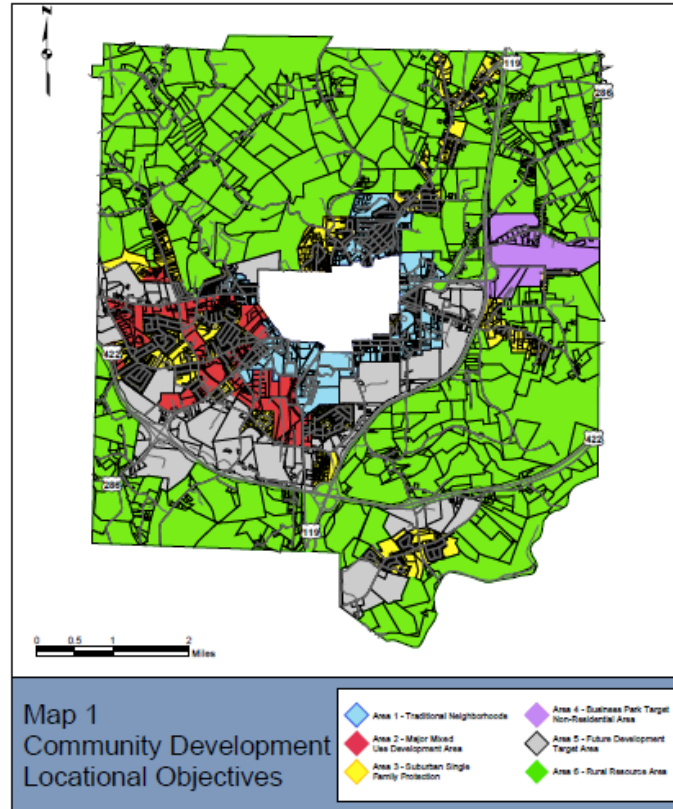 N
119
286
422
422
286
119
0 0.5 1 2
Miles
Map 1
Community Development
Locational Objectives
Area 1 - Traditional Neighborhoods
Area 2 - Major Mixed
Use Development Area
Area 3 - Suburban Single
Family Protection
Area 4 - Business Park Target
Non-Residential Area
Area 5 - Future Development
Target Area
Area 6 - Rural Resource Area